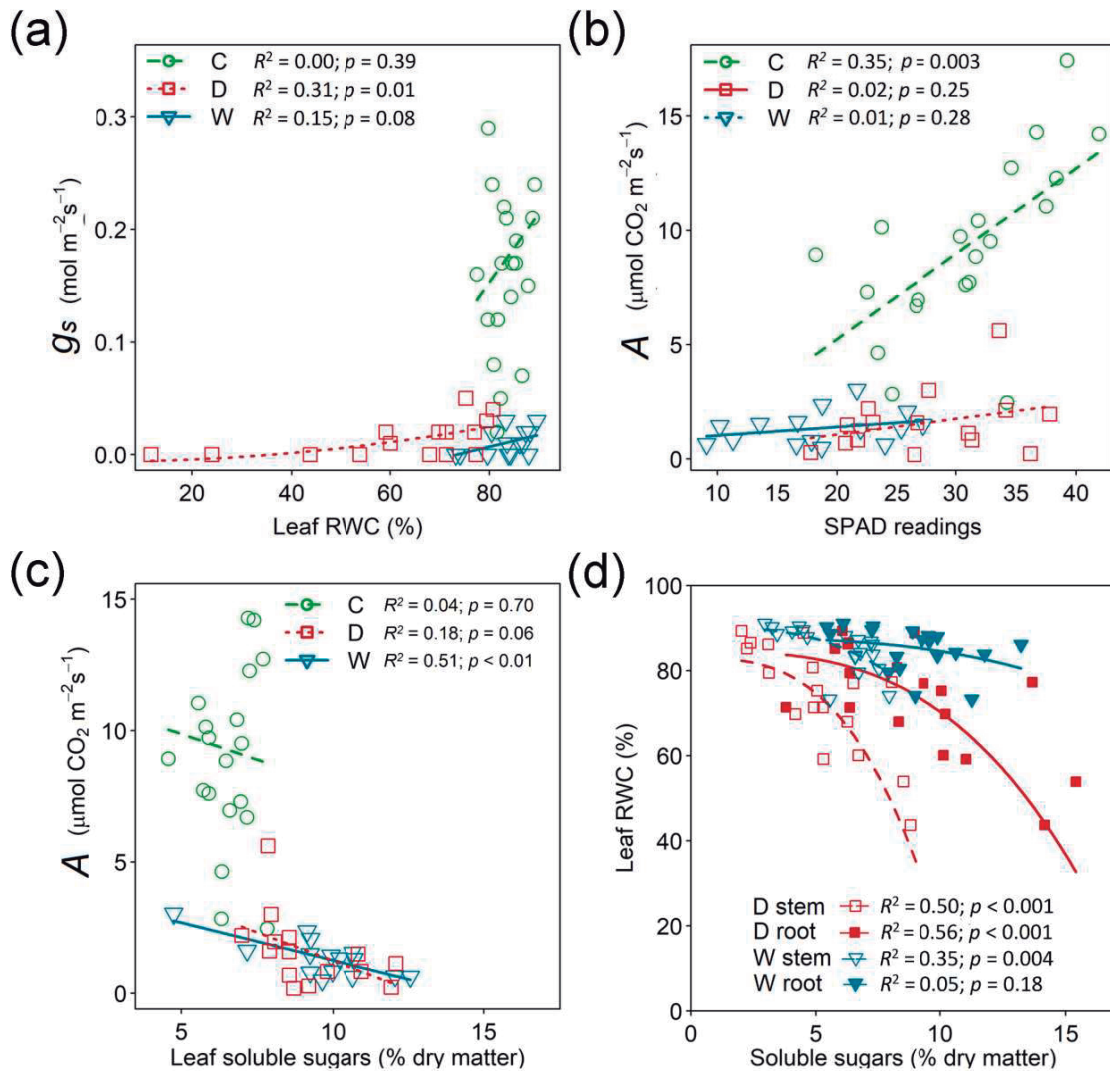 (a)
C R² = 0.00; p = 0.39
D R² = 0.31; p = 0.01
W R² = 0.15; p = 0.08
0.3
0.2
0.1
0.0
gs (mol m⁻²s⁻¹)
20 40 60 80
Leaf RWC (%)
(b)
C R² = 0.35; p = 0.003
D R² = 0.02; p = 0.25
W R² = 0.01; p = 0.28
15
10
5
0
A (µmol CO₂ m⁻²s⁻¹)
10 15 20 25 30 35 40
SPAD readings
(c)
C R² = 0.04; p = 0.70
D R² = 0.18; p = 0.06
W R² = 0.51; p < 0.01
15
10
5
0
A (µmol CO₂ m⁻²s⁻¹)
5 10 15
Leaf soluble sugars (% dry matter)
(d)
100
80
60
40
20
0
Leaf RWC (%)
D stem R² = 0.50; p < 0.001
D root R² = 0.56; p < 0.001
W stem R² = 0.35; p = 0.004
W root R² = 0.05; p = 0.18
0 5 10 15
Soluble sugars (% dry matter)